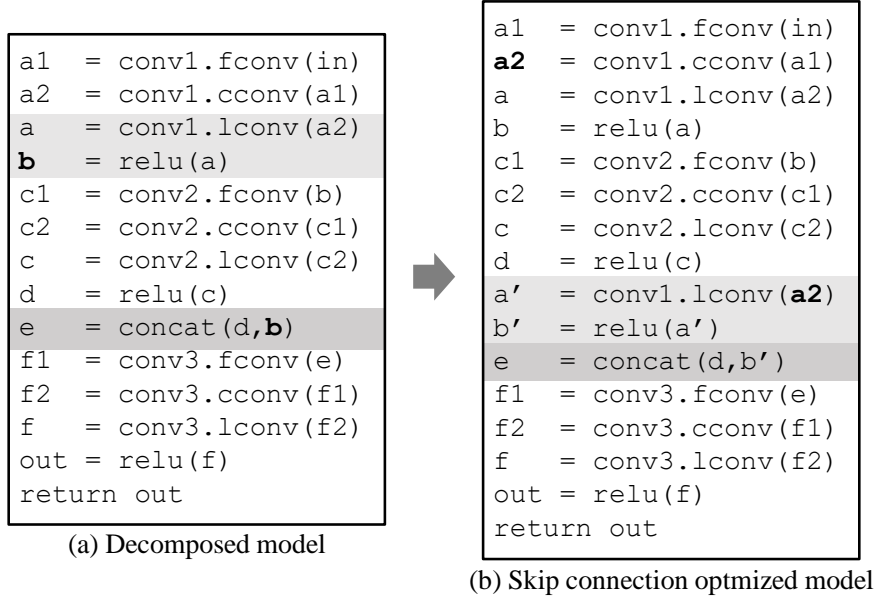 a1  = conv1.fconv(in)
a2  = conv1.cconv(a1)
a   = conv1.lconv(a2)
b   = relu(a)
c1  = conv2.fconv(b)
c2  = conv2.cconv(c1)
c   = conv2.lconv(c2)
d   = relu(c)
e   = concat(d,b)
f1  = conv3.fconv(e)
f2  = conv3.cconv(f1)
f   = conv3.lconv(f2)
out = relu(f)
return out
(a) Decomposed model
a1  = conv1.fconv(in)
a2  = conv1.cconv(a1)
a   = conv1.lconv(a2)
b   = relu(a)
c1  = conv2.fconv(b)
c2  = conv2.cconv(c1)
c   = conv2.lconv(c2)
d   = relu(c)
a′  = conv1.lconv(a2)
b′  = relu(a′)
e   = concat(d,b′)
f1  = conv3.fconv(e)
f2  = conv3.cconv(f1)
f   = conv3.lconv(f2)
out = relu(f)
return out
(b) Skip connection optmized model